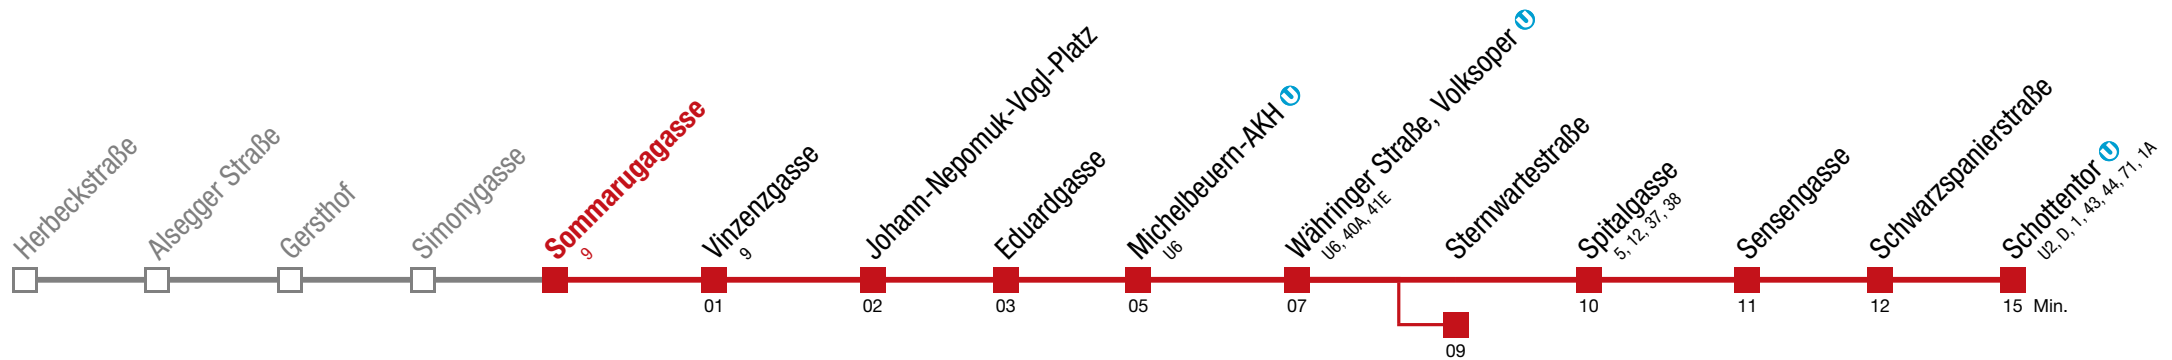 Herbeckstraße
Alsegger Straße
Gersthof
Simonygasse
Sommarugagasse
9
Vinzenzgasse
9
Johann-Nepomuk-Vogl-Platz
Eduardgasse
Michelbeuern-AKH U
U6
Währinger Straße, Volksoper U
U6, 40A, 41E
Sternwartestraße
Spitalgasse
5, 12, 37, 38
Sensengasse
Schwarzspanierstraße
Schottentor U
U2, D, 1, 43, 44, 71, 1A
01 02 03 05 07 10 11 12 15 Min.
09